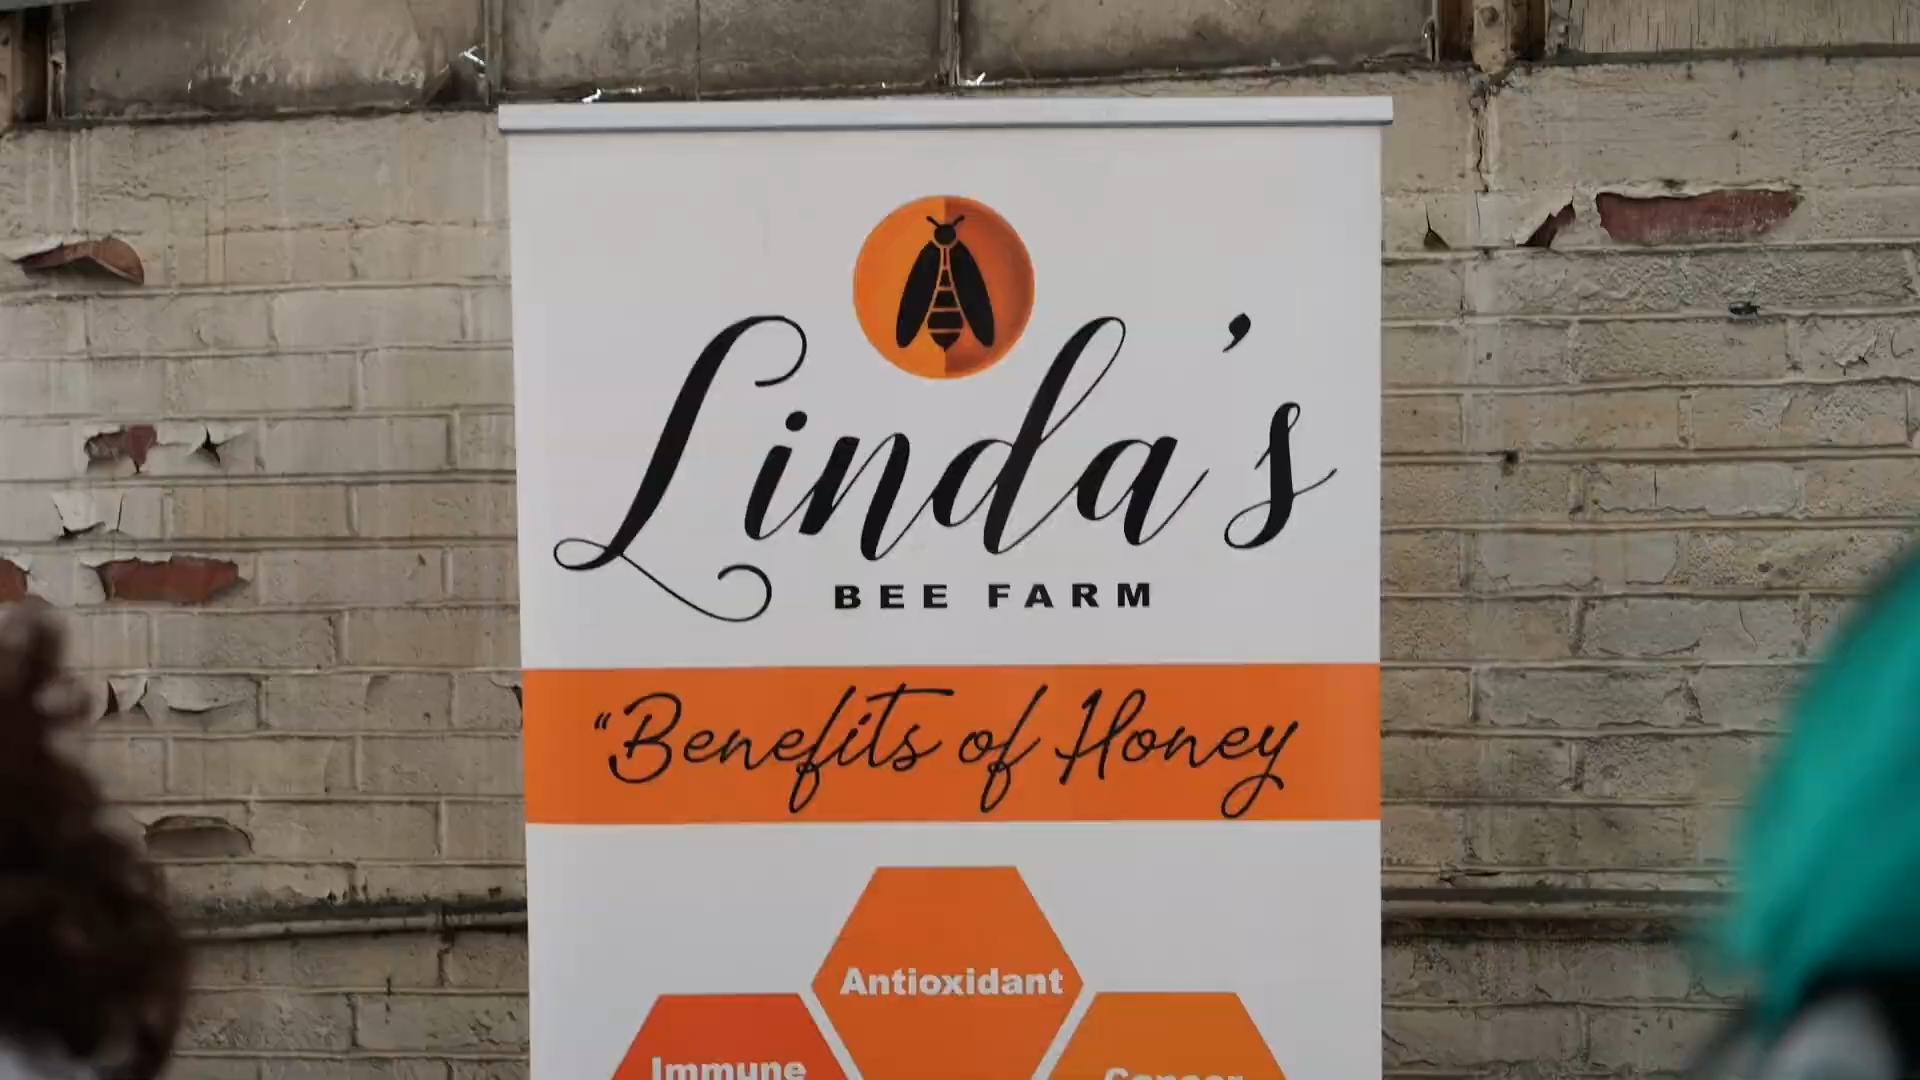 Linda's
BEE FARM
"Benefits of Honey
Antioxidant
Immune
Cancer